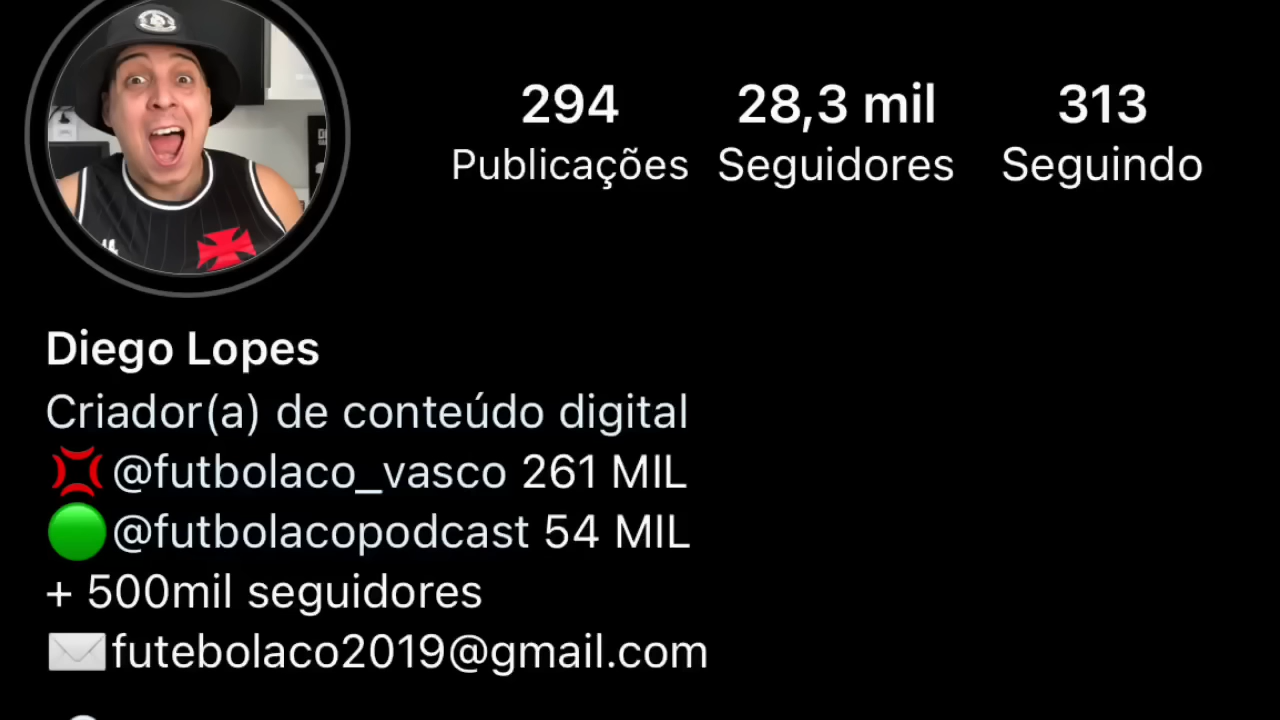 294 28,3 mil 313
Publicações Seguidores Seguindo
Diego Lopes
Criador(a) de conteúdo digital
💢@futbolaco_vasco 261 MIL
🟢@futbolacopodcast 54 MIL
+ 500mil seguidores
✉️futebolaco2019@gmail.com